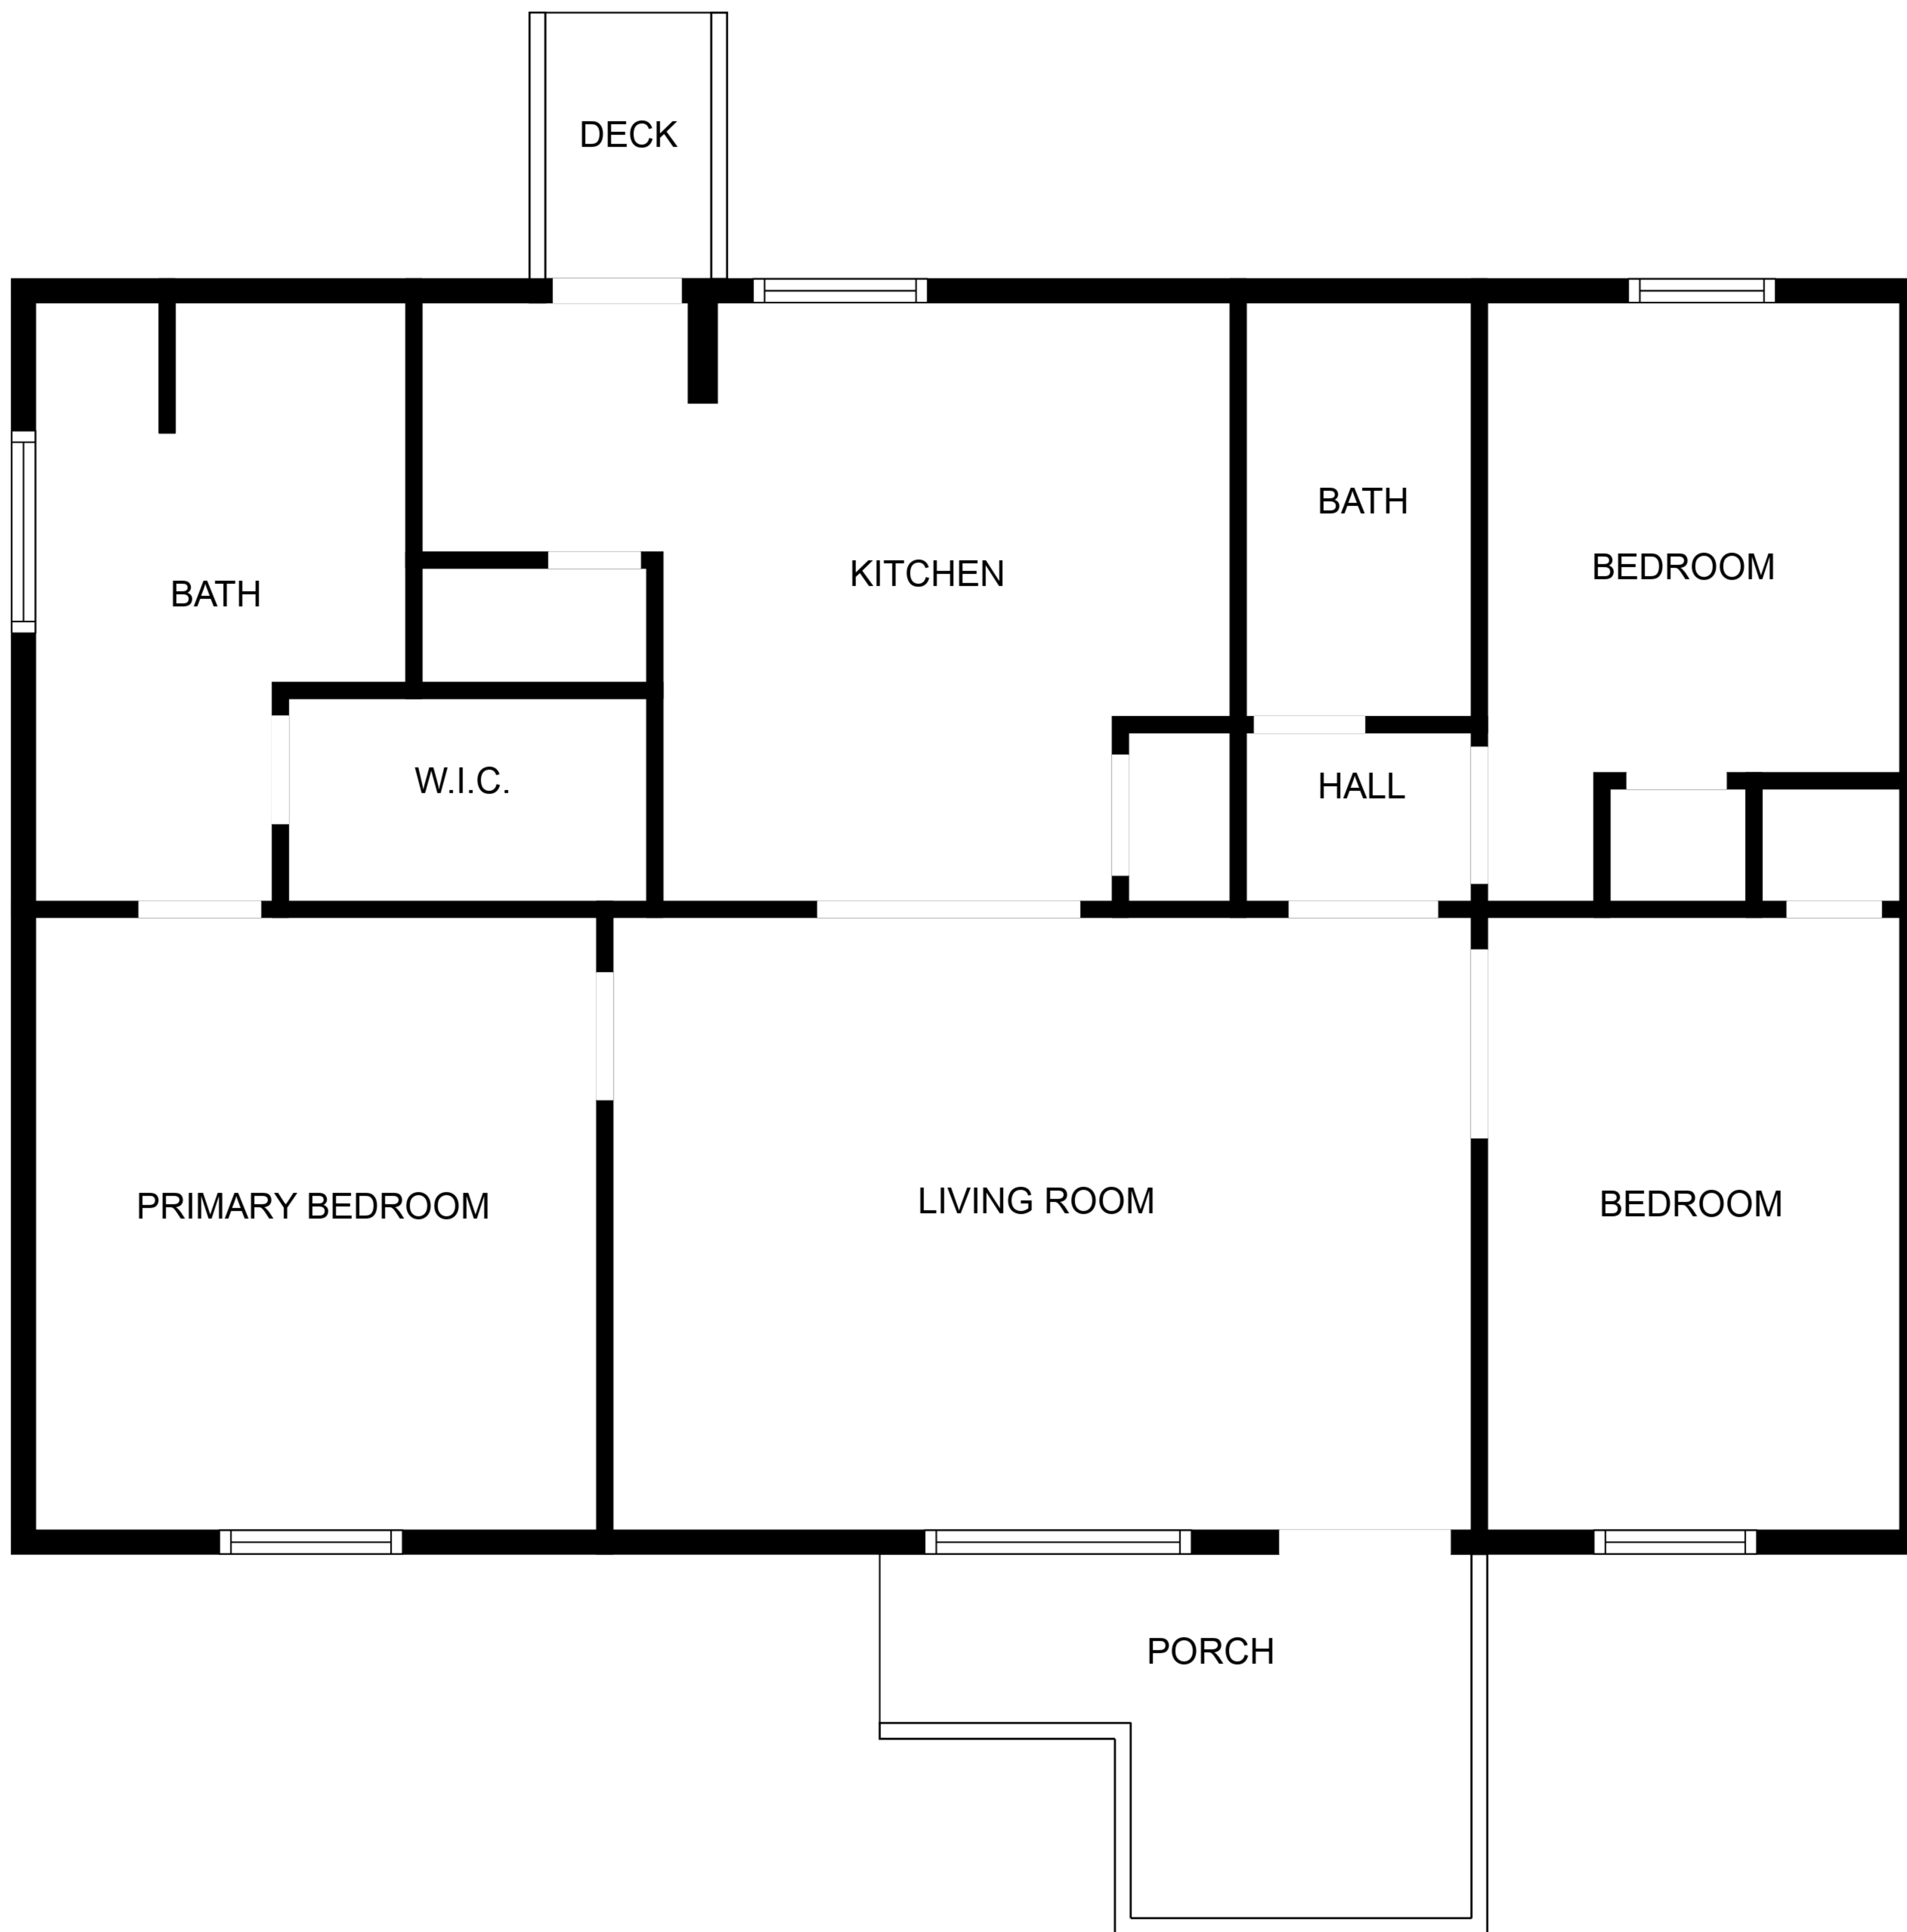 DECK
BATH
KITCHEN
BATH
BEDROOM
W.I.C.
HALL
PRIMARY BEDROOM
LIVING ROOM
BEDROOM
PORCH